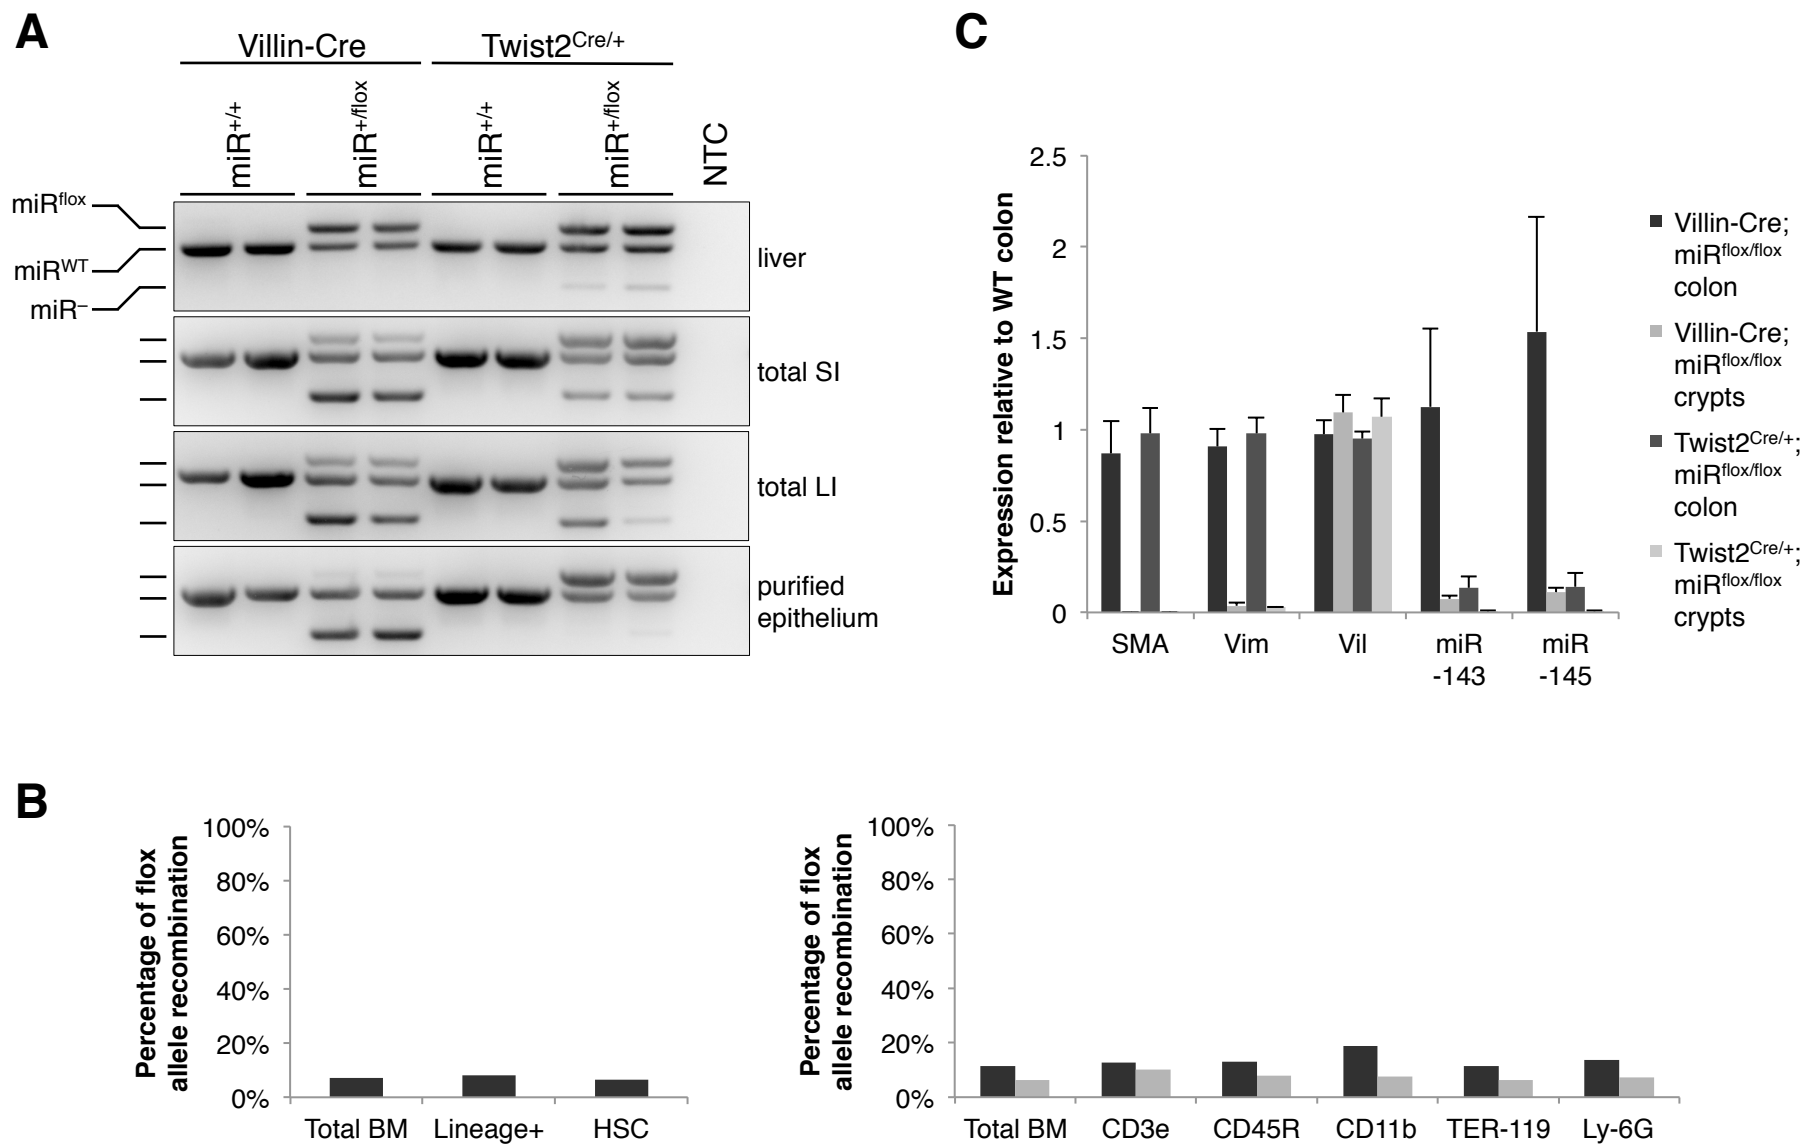 A
Villin-Cre
Twist2Cre/+
miR+/+
miR+/flox
miR+/+
miR+/flox
NTC
miRflox
miRWT
miR–
liver
total SI
total LI
purified
epithelium
C
Expression relative to WT colon
2.5
2
1.5
1
0.5
0
SMA
Vim
Vil
miR
-143
miR
-145
Villin-Cre;
miRflox/flox
colon
Villin-Cre;
miRflox/flox
crypts
Twist2Cre/+;
miRflox/flox
colon
Twist2Cre/+;
miRflox/flox
crypts
B
Percentage of flox
allele recombination
100%
80%
60%
40%
20%
0%
Total BM
Lineage+
HSC
Percentage of flox
allele recombination
100%
80%
60%
40%
20%
0%
Total BM
CD3e
CD45R
CD11b
TER-119
Ly-6G